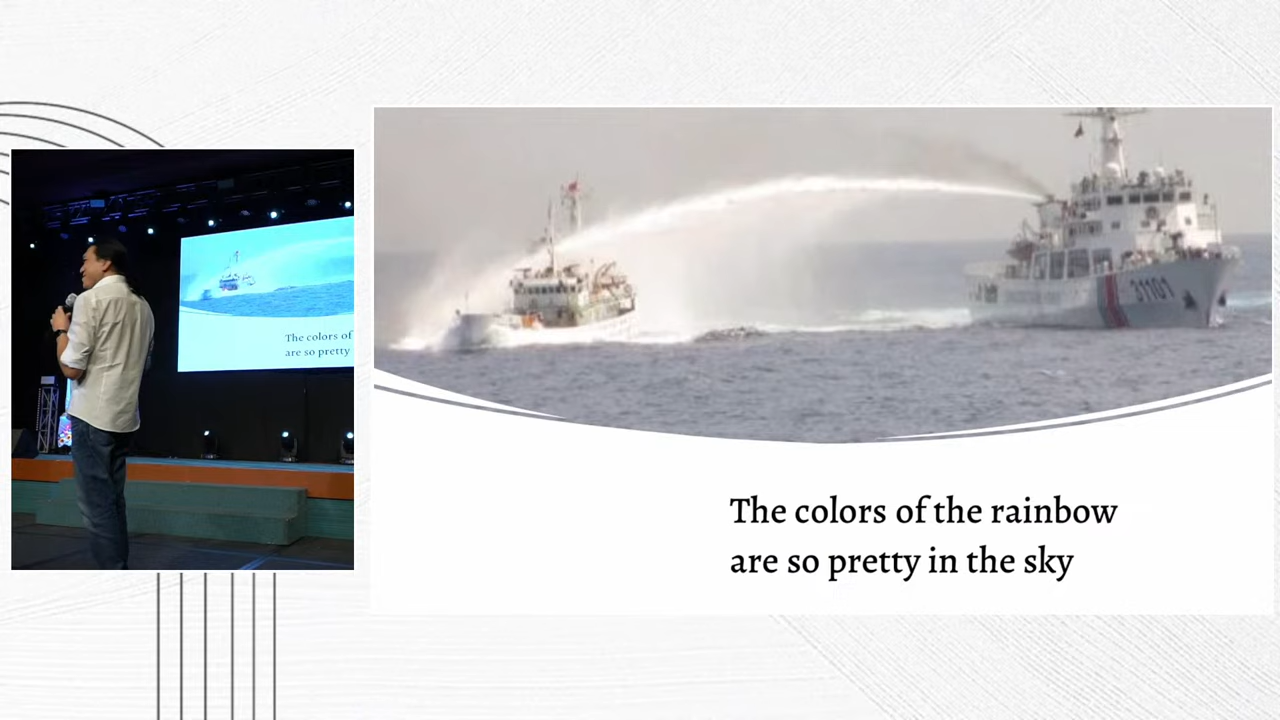 The colors of
are so pretty
31101
The colors of the rainbow
are so pretty in the sky